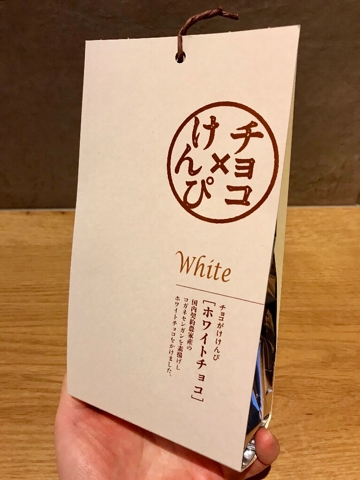 チョコ
×
けんぴ
White
チョコがけけんぴ
［ホワイトチョコ］
国内契約農家産の
コガネセンガンを素揚げし
ホワイトチョコをかけました。